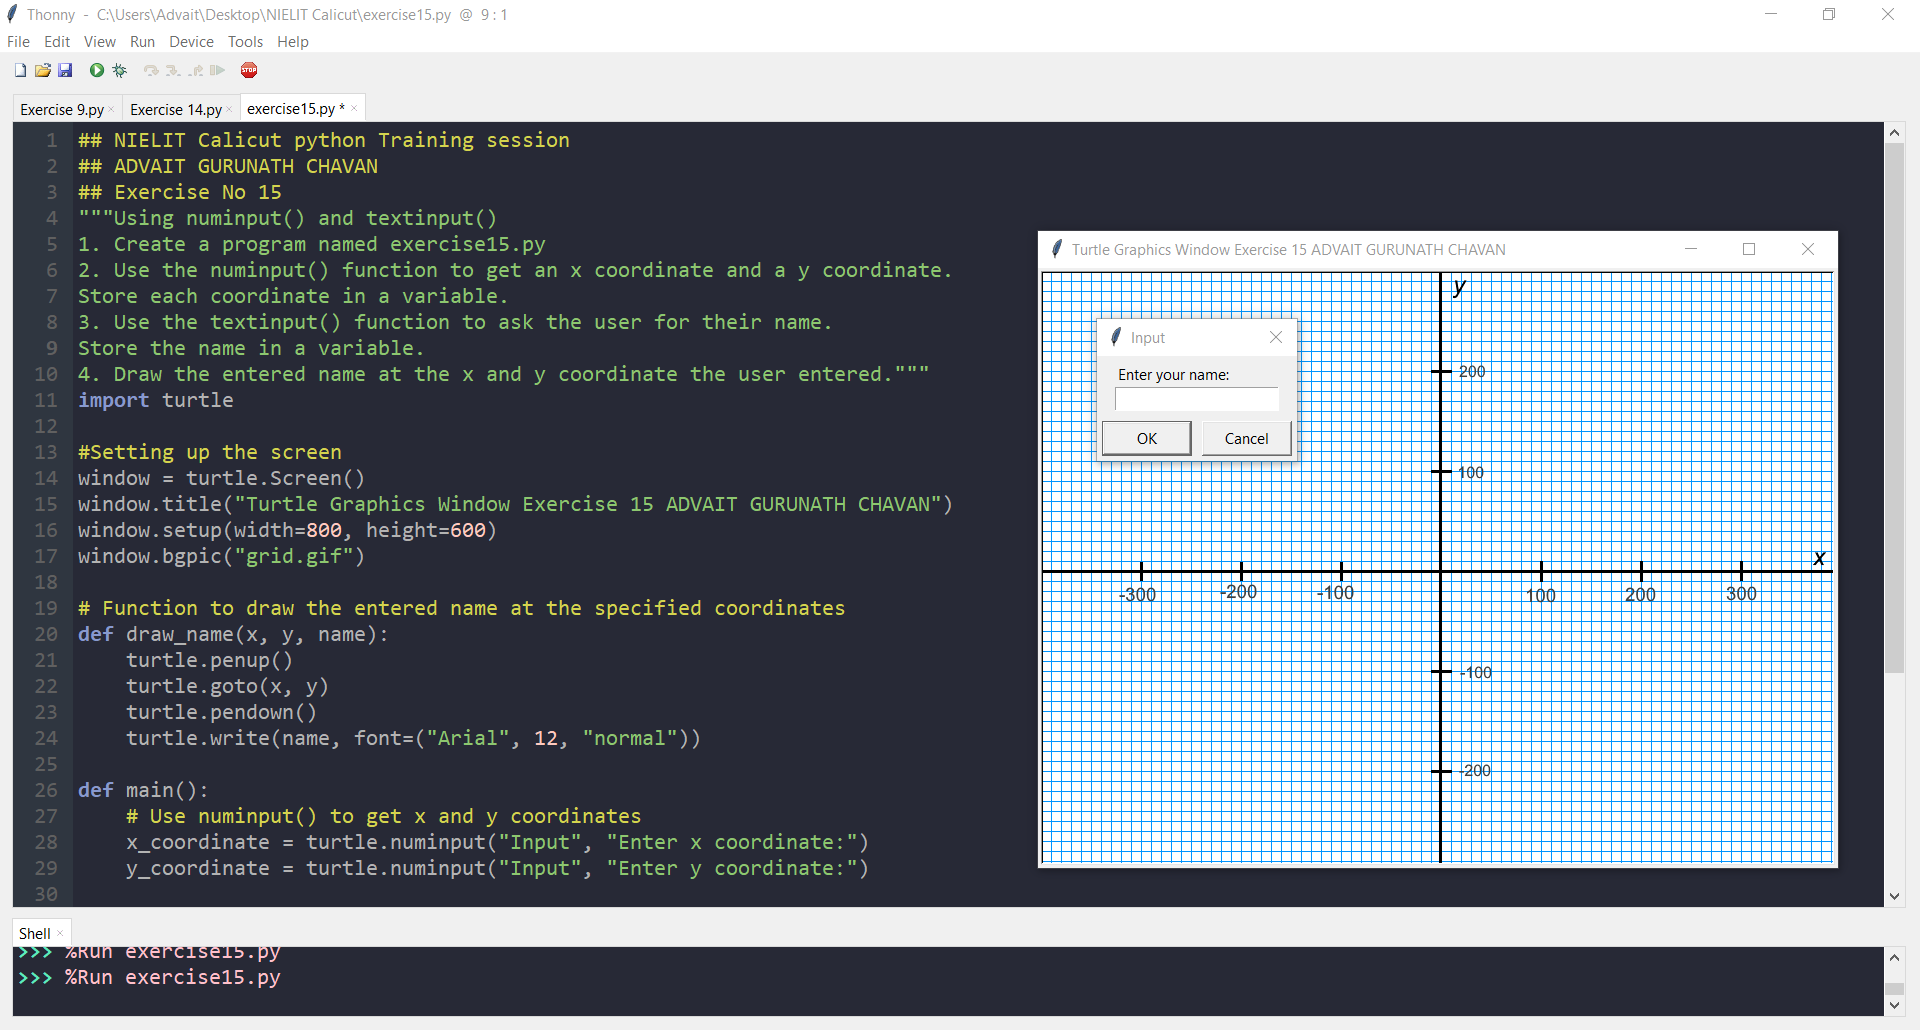 Thonny - C:\Users\Advait\Desktop\NIELIT Calicut\exercise15.py @ 9 : 1
File Edit View Run Device Tools Help
STOP
Exercise 9.py × Exercise 14.py × exercise15.py * ×
1 ## NIELIT Calicut python Training session
2 ## ADVAIT GURUNATH CHAVAN
3 ## Exercise No 15
4 """Using numinput() and textinput()
5 1. Create a program named exercise15.py
6 2. Use the numinput() function to get an x coordinate and a y coordinate.
7 Store each coordinate in a variable.
8 3. Use the textinput() function to ask the user for their name.
9 Store the name in a variable.
10 4. Draw the entered name at the x and y coordinate the user entered."""
11 import turtle
12
13 #Setting up the screen
14 window = turtle.Screen()
15 window.title("Turtle Graphics Window Exercise 15 ADVAIT GURUNATH CHAVAN")
16 window.setup(width=800, height=600)
17 window.bgpic("grid.gif")
18
19 # Function to draw the entered name at the specified coordinates
20 def draw_name(x, y, name):
21     turtle.penup()
22     turtle.goto(x, y)
23     turtle.pendown()
24     turtle.write(name, font=("Arial", 12, "normal"))
25
26 def main():
27     # Use numinput() to get x and y coordinates
28     x_coordinate = turtle.numinput("Input", "Enter x coordinate:")
29     y_coordinate = turtle.numinput("Input", "Enter y coordinate:")
30
Turtle Graphics Window Exercise 15 ADVAIT GURUNATH CHAVAN
y
Input
Enter your name:
OK Cancel
200
100
x
-300 -200 -100 100 200 300
-100
-200
Shell ×
>>> %Run exercise15.py
>>> %Run exercise15.py